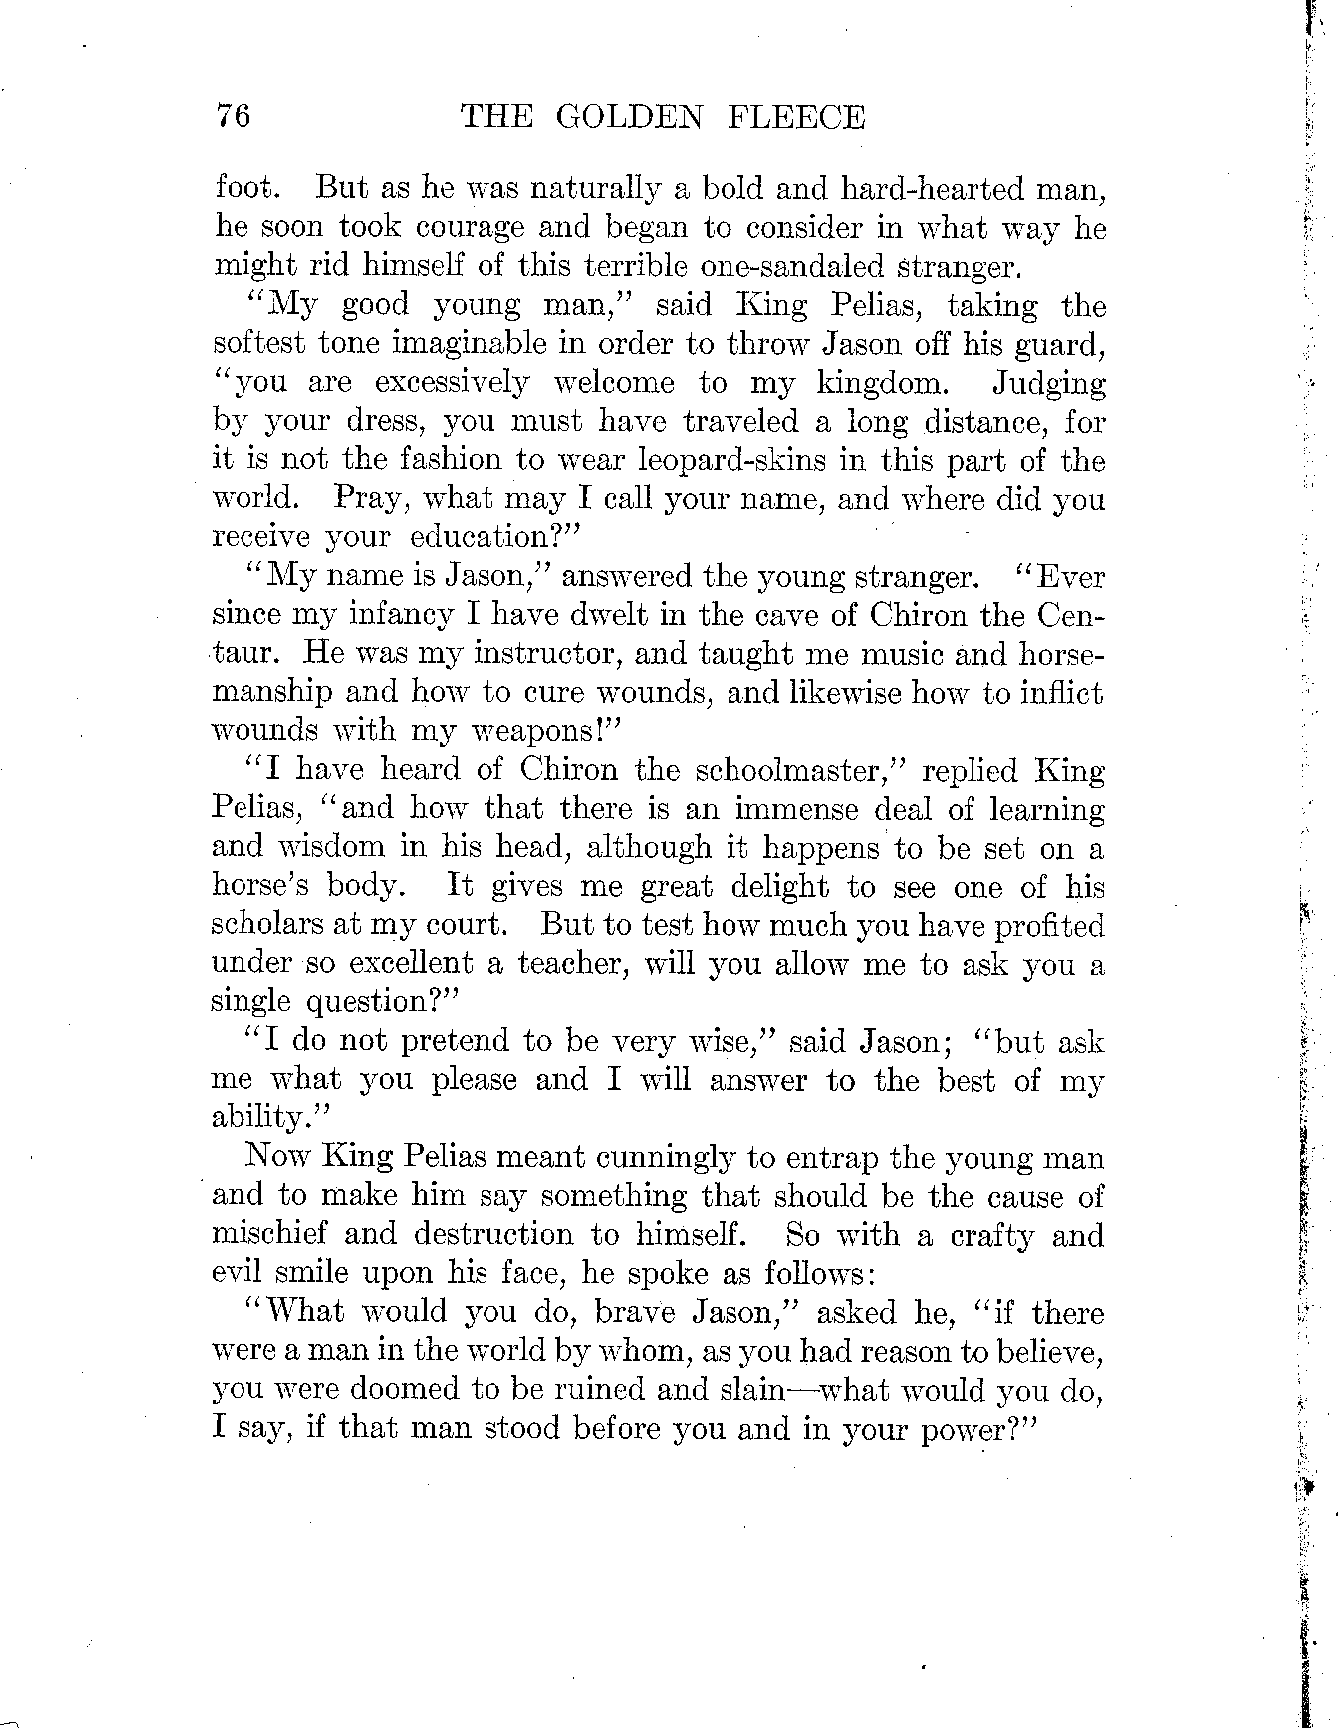 76 THE GOLDEN FLEECE
foot. But as he was naturally a bold and hard-hearted man,
he soon took courage and began to consider in what way he
might rid himself of this terrible one-sandaled stranger.
"My good young man," said King Pelias, taking the
softest tone imaginable in order to throw Jason off his guard,
"you are excessively welcome to my kingdom. Judging
by your dress, you must have traveled a long distance, for
it is not the fashion to wear leopard-skins in this part of the
world. Pray, what may I call your name, and where did you
receive your education?"
"My name is Jason," answered the young stranger. "Ever
since my infancy I have dwelt in the cave of Chiron the Cen-
taur. He was my instructor, and taught me music and horse-
manship and how to cure wounds, and likewise how to inflict
wounds with my weapons!"
"I have heard of Chiron the schoolmaster," replied King
Pelias, "and how that there is an immense deal of learning
and wisdom in his head, although it happens to be set on a
horse's body. It gives me great delight to see one of his
scholars at my court. But to test how much you have profited
under so excellent a teacher, will you allow me to ask you a
single question?"
"I do not pretend to be very wise," said Jason; "but ask
me what you please and I will answer to the best of my
ability."
Now King Pelias meant cunningly to entrap the young man
and to make him say something that should be the cause of
mischief and destruction to himself. So with a crafty and
evil smile upon his face, he spoke as follows:
"What would you do, brave Jason," asked he, "if there
were a man in the world by whom, as you had reason to believe,
you were doomed to be ruined and slain—what would you do,
I say, if that man stood before you and in your power?"